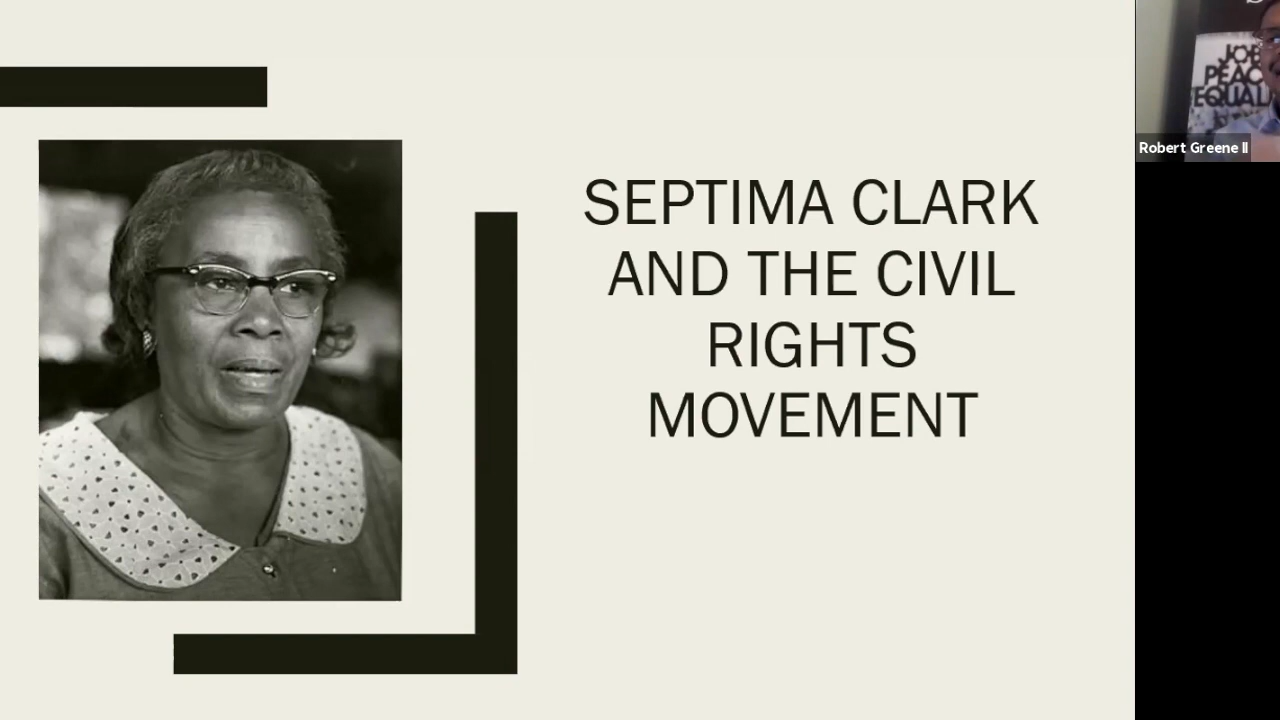 SEPTIMA CLARK
AND THE CIVIL
RIGHTS
MOVEMENT
Robert Greene II